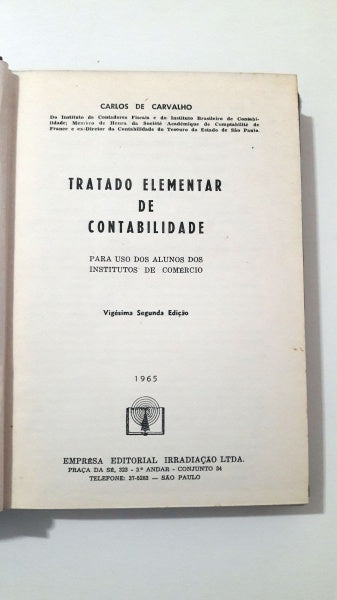 CARLOS DE CARVALHO
Do Instituto de Contadores Fiscais e do Instituto Brasileiro de Contabi-
lidade; Membro de Honra da Société Académique de Comptabilité de
France e ex-Diretor da Contabilidade do Tesouro do Estado de São Paulo.
TRATADO ELEMENTAR
DE
CONTABILIDADE
PARA USO DOS ALUNOS DOS
INSTITUTOS DE COMERCIO
Vigésima Segunda Edição
1965
EMPRÊSA EDITORIAL IRRADIAÇÃO LTDA.
PRAÇA DA SÉ, 323 - 3.º ANDAR - CONJUNTO 34
TELEFONE: 37-5263 — SÃO PAULO